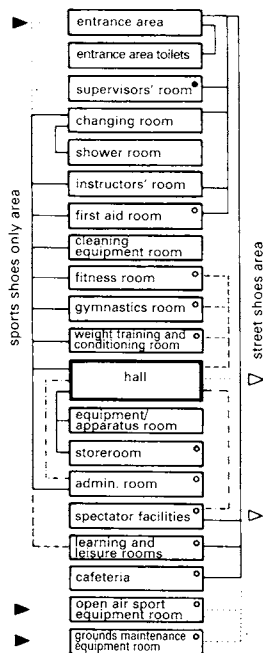 entrance area
entrance area toilets
supervisors' room
changing room
shower room
instructors' room
first aid room
cleaning
equipment room
fitness room
gymnastics room
weight training and
conditioning room
hall
equipment/
apparatus room
storeroom
admin. room
spectator facilities
learning and
leisure rooms
cafeteria
open air sport
equipment room
grounds maintenance
equipment room
sports shoes only area
street shoes area